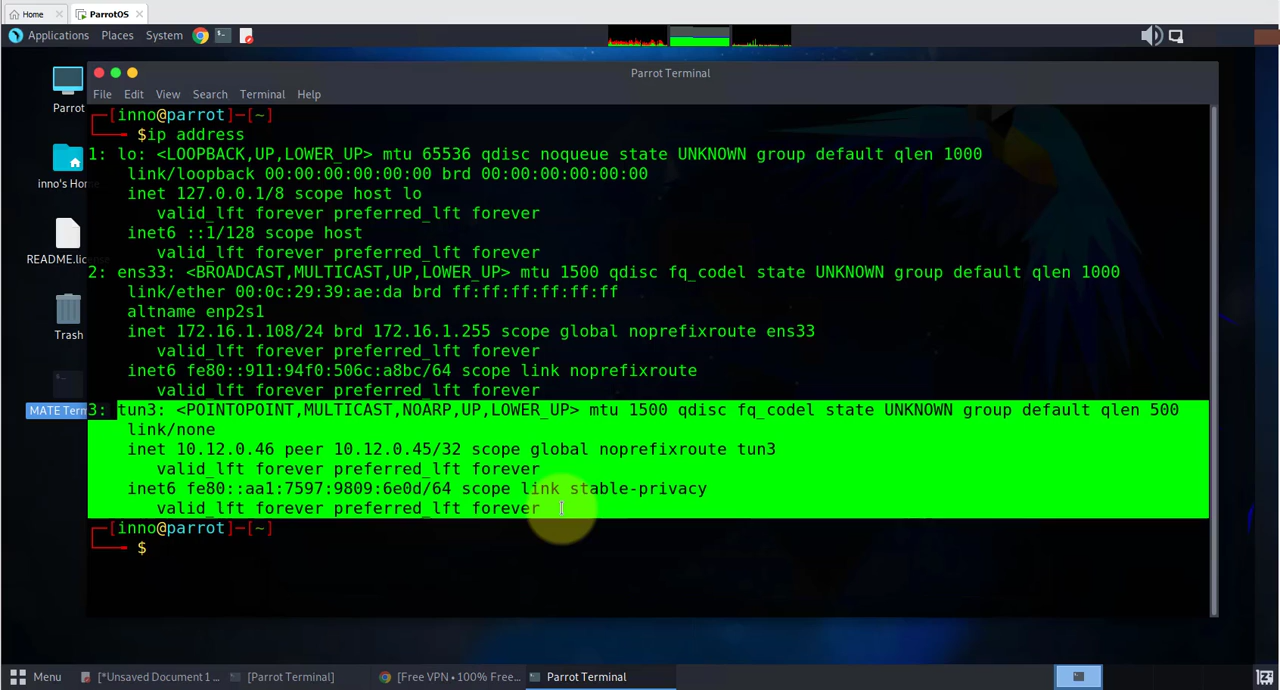 Home
ParrotOS
Applications Places System
Parrot Terminal
File Edit View Search Terminal Help
Parrot
inno's Hom
README.lice
Trash
MATE Tern
[inno@parrot]-[~]
$ip address
1: lo: <LOOPBACK,UP,LOWER_UP> mtu 65536 qdisc noqueue state UNKNOWN group default qlen 1000
link/loopback 00:00:00:00:00:00 brd 00:00:00:00:00:00
inet 127.0.0.1/8 scope host lo
valid_lft forever preferred_lft forever
inet6 ::1/128 scope host
valid_lft forever preferred_lft forever
2: ens33: <BROADCAST,MULTICAST,UP,LOWER_UP> mtu 1500 qdisc fq_codel state UNKNOWN group default qlen 1000
link/ether 00:0c:29:39:ae:da brd ff:ff:ff:ff:ff:ff
altname enp2s1
inet 172.16.1.108/24 brd 172.16.1.255 scope global noprefixroute ens33
valid_lft forever preferred_lft forever
inet6 fe80::911:94f0:506c:a8bc/64 scope link noprefixroute
valid_lft forever preferred_lft forever
3: tun3: <POINTOPOINT,MULTICAST,NOARP,UP,LOWER_UP> mtu 1500 qdisc fq_codel state UNKNOWN group default qlen 500
link/none
inet 10.12.0.46 peer 10.12.0.45/32 scope global noprefixroute tun3
valid_lft forever preferred_lft forever
inet6 fe80::aa1:7597:9809:6e0d/64 scope link stable-privacy
valid_lft forever preferred_lft forever
[inno@parrot]-[~]
$
Menu [*Unsaved Document 1 ... [Parrot Terminal] [Free VPN • 100% Free... Parrot Terminal